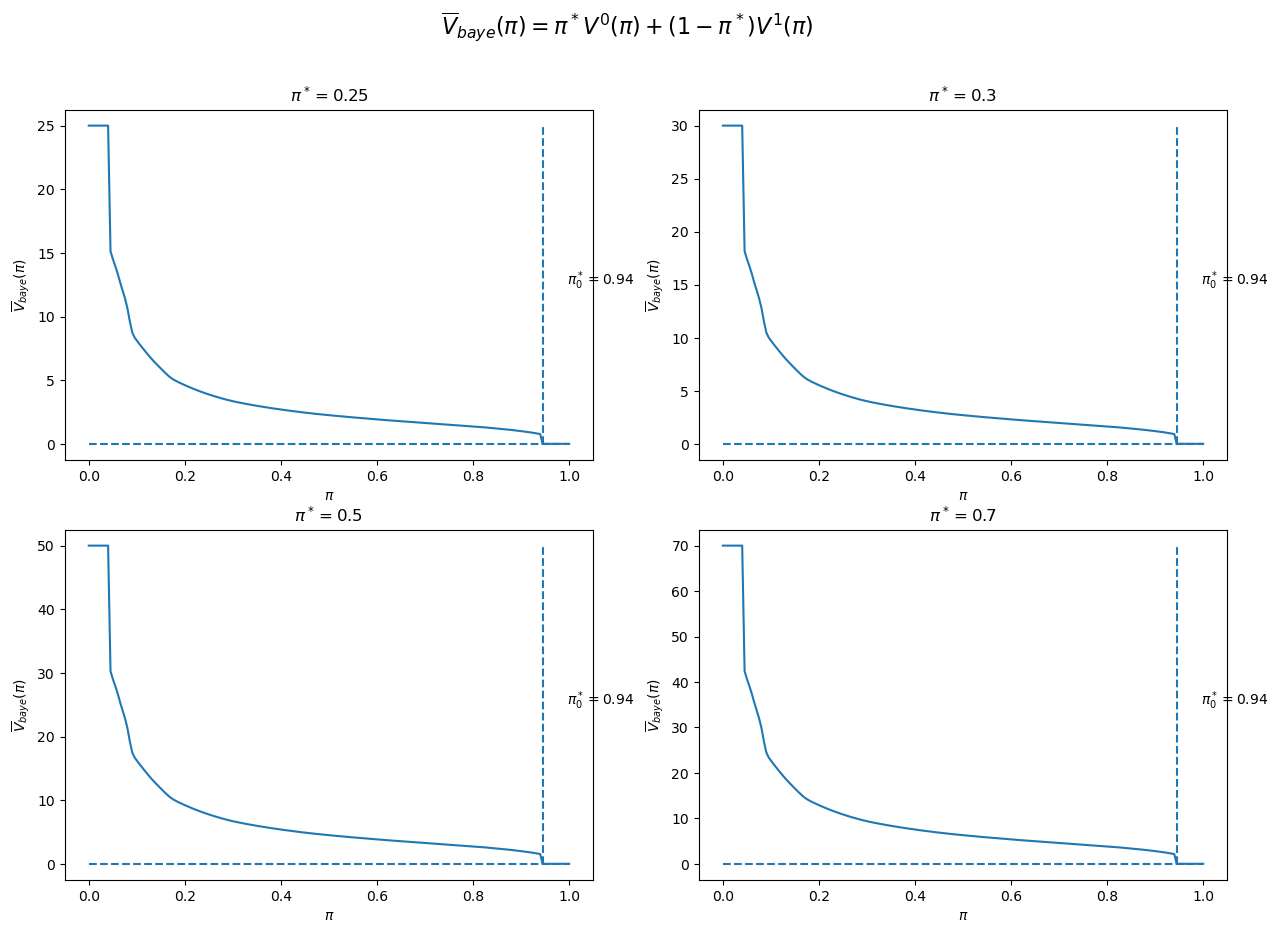 $\overline{V}_{baye}(\pi) = \pi^* V^0(\pi) + (1 - \pi^*) V^1(\pi)$
$\pi^* = 0.25$
25
20
15
10
5
0
$\overline{V}_{baye}(\pi)$
$\pi_0^* = 0.94$
0.0 0.2 0.4 0.6 0.8 1.0
$\pi$
$\pi^* = 0.3$
30
25
20
15
10
5
0
$\overline{V}_{baye}(\pi)$
$\pi_0^* = 0.94$
0.0 0.2 0.4 0.6 0.8 1.0
$\pi$
$\pi^* = 0.5$
50
40
30
20
10
0
$\overline{V}_{baye}(\pi)$
$\pi_0^* = 0.94$
0.0 0.2 0.4 0.6 0.8 1.0
$\pi$
$\pi^* = 0.7$
70
60
50
40
30
20
10
0
$\overline{V}_{baye}(\pi)$
$\pi_0^* = 0.94$
0.0 0.2 0.4 0.6 0.8 1.0
$\pi$